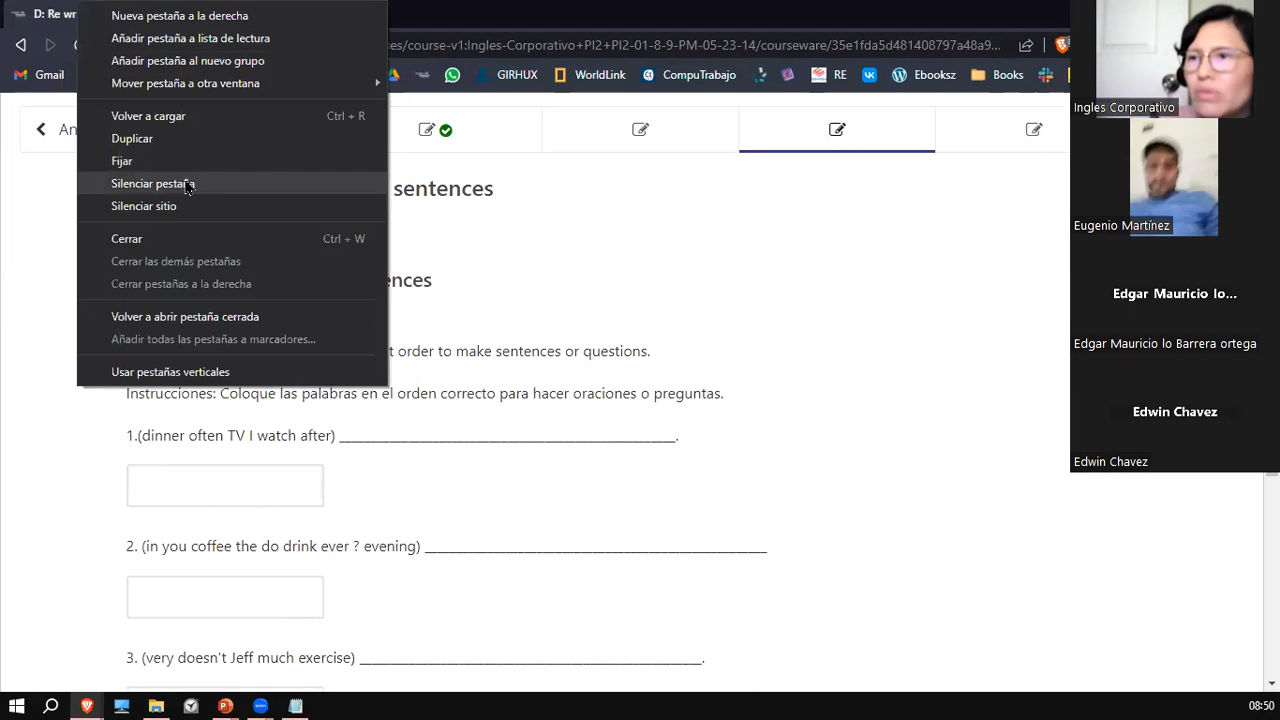 D: Re wr
Nueva pestaña a la derecha
Añadir pestaña a lista de lectura
Añadir pestaña al nuevo grupo
Mover pestaña a otra ventana
Volver a cargar Ctrl + R
Duplicar
Fijar
Silenciar pestaña
Silenciar sitio
Cerrar Ctrl + W
Cerrar las demás pestañas
Cerrar pestañas a la derecha
Volver a abrir pestaña cerrada
Añadir todas las pestañas a marcadores...
Usar pestañas verticales
es/course-v1:Ingles-Corporativo+PI2+PI2-01-8-9-PM-05-23-14/courseware/35e1fda5d481408797a48-8a9...
Gmail
GIRHUX WorldLink CompuTrabajo RE Ebooksz Books
An
sentences
ences
t order to make sentences or questions.
Instrucciones: Coloque las palabras en el orden correcto para hacer oraciones o preguntas.
1.(dinner often TV I watch after) ______________________________.
2. (in you coffee the do drink ever ? evening) ______________________________
3. (very doesn't Jeff much exercise) ______________________________.
Ingles Corporativo
Eugenio Martínez
Edgar Mauricio lo...
Edgar Mauricio lo Barrera ortega
Edwin Chavez
Edwin Chavez
08:50